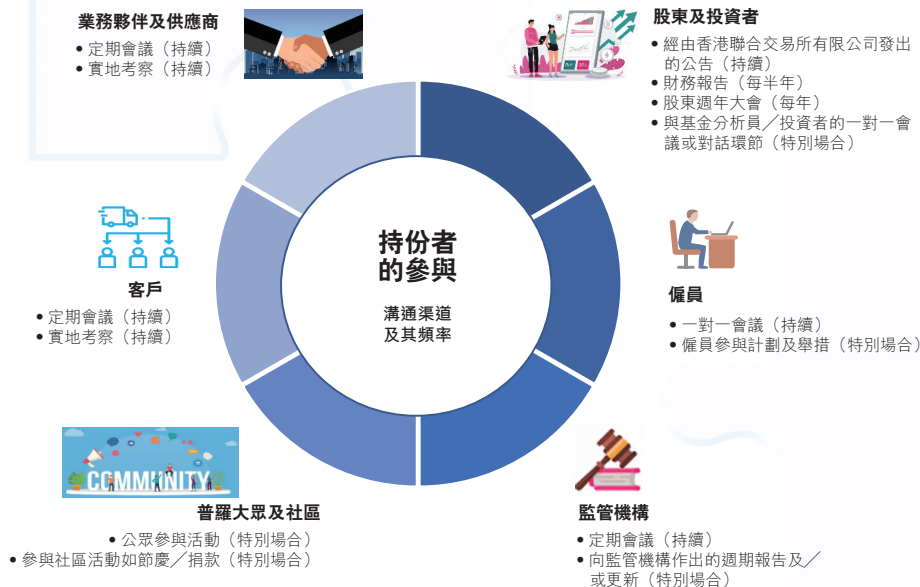 業務夥伴及供應商
• 定期會議（持續）
• 實地考察（持續）
股東及投資者
• 經由香港聯合交易所有限公司發出
的公告（持續）
• 財務報告（每半年）
• 股東週年大會（每年）
• 與基金分析員╱投資者的一對一會
議或對話環節（特別場合）
持份者
的參與
溝通渠道
及其頻率
客戶
• 定期會議（持續）
• 實地考察（持續）
僱員
• 一對一會議（持續）
• 僱員參與計劃及舉措（特別場合）
COMMUNITY
普羅大眾及社區
• 公眾參與活動（特別場合）
• 參與社區活動如節慶╱捐款（特別場合）
監管機構
• 定期會議（持續）
• 向監管機構作出的週期報告及╱
或更新（特別場合）